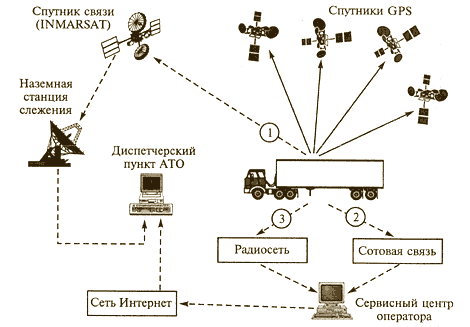 Спутник связи
(INMARSAT)
Спутники GPS
Наземная
станция
слежения
Диспетчерский
пункт АТО
1
3
2
Радиосеть
Сотовая связь
Сеть Интернет
Сервисный центр
оператора